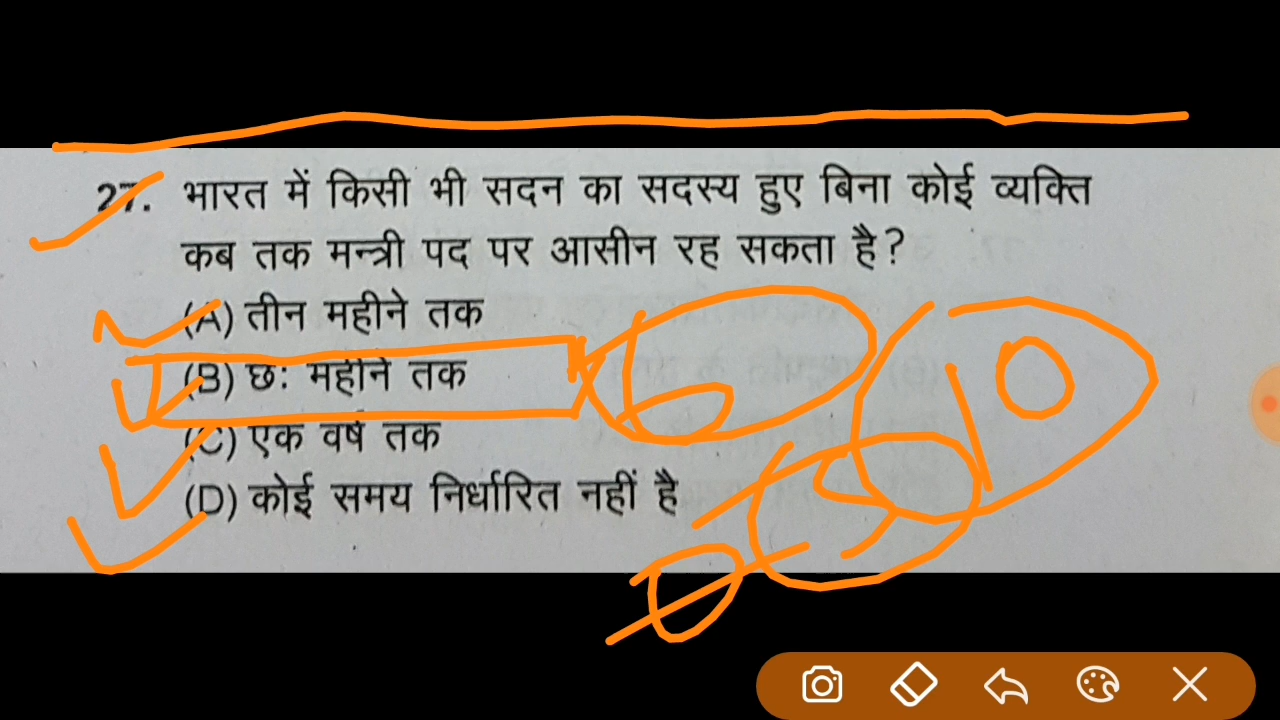 27. भारत में किसी भी सदन का सदस्य हुए बिना कोई व्यक्ति
कब तक मन्त्री पद पर आसीन रह सकता है?
(A) तीन महीने तक
(B) छः महीने तक
(C) एक वर्ष तक
(D) कोई समय निर्धारित नहीं है